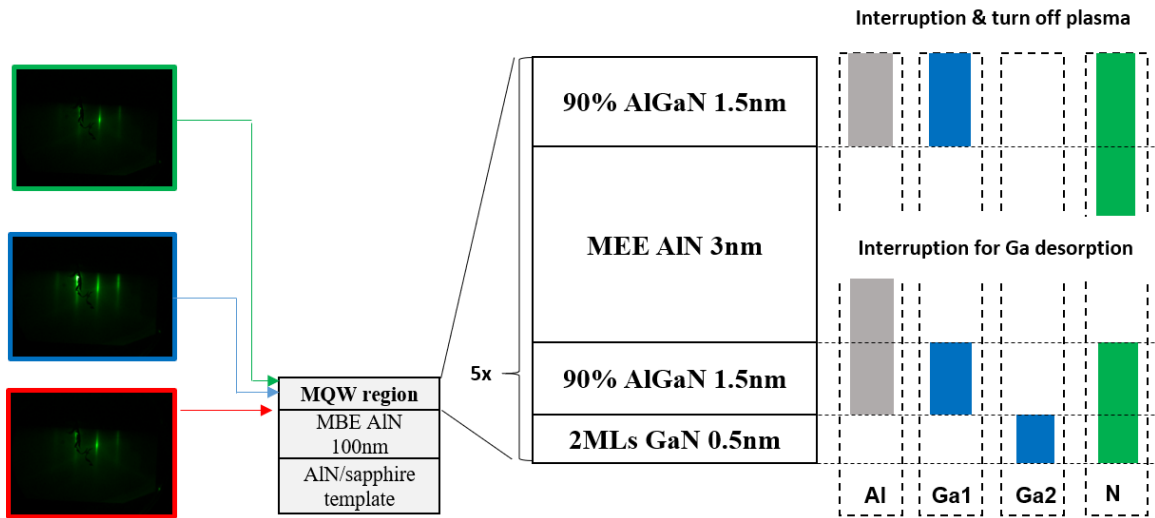 Interruption & turn off plasma
90% AlGaN 1.5nm
MEE AlN 3nm
Interruption for Ga desorption
5x
90% AlGaN 1.5nm
2MLs GaN 0.5nm
MQW region
MBE AlN
100nm
AlN/sapphire
template
Al Ga1 Ga2 N